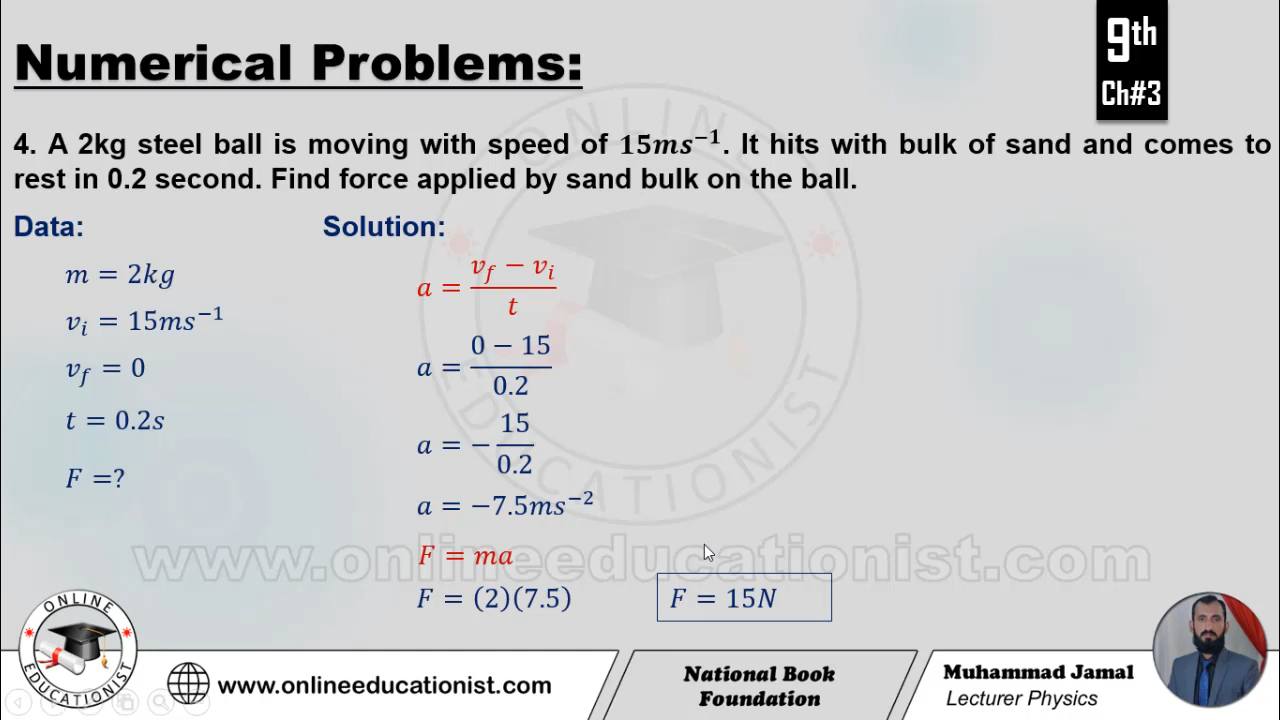 Numerical Problems:
9th
Ch#3
4. A 2kg steel ball is moving with speed of 15ms⁻¹. It hits with bulk of sand and comes to
rest in 0.2 second. Find force applied by sand bulk on the ball.
Data:
m = 2kg
vᵢ = 15ms⁻¹
v_f = 0
t = 0.2s
F =?
Solution:
a = (v_f − vᵢ)/t
a = (0 − 15)/0.2
a = −15/0.2
a = −7.5ms⁻²
F = ma
F = (2)(7.5)
F = 15N
ONLINE
EDUCATIONIST
www.onlineeducationist.com
ONLINE
EDUCATIONIST
www.onlineeducationist.com
National Book
Foundation
Muhammad Jamal
Lecturer Physics